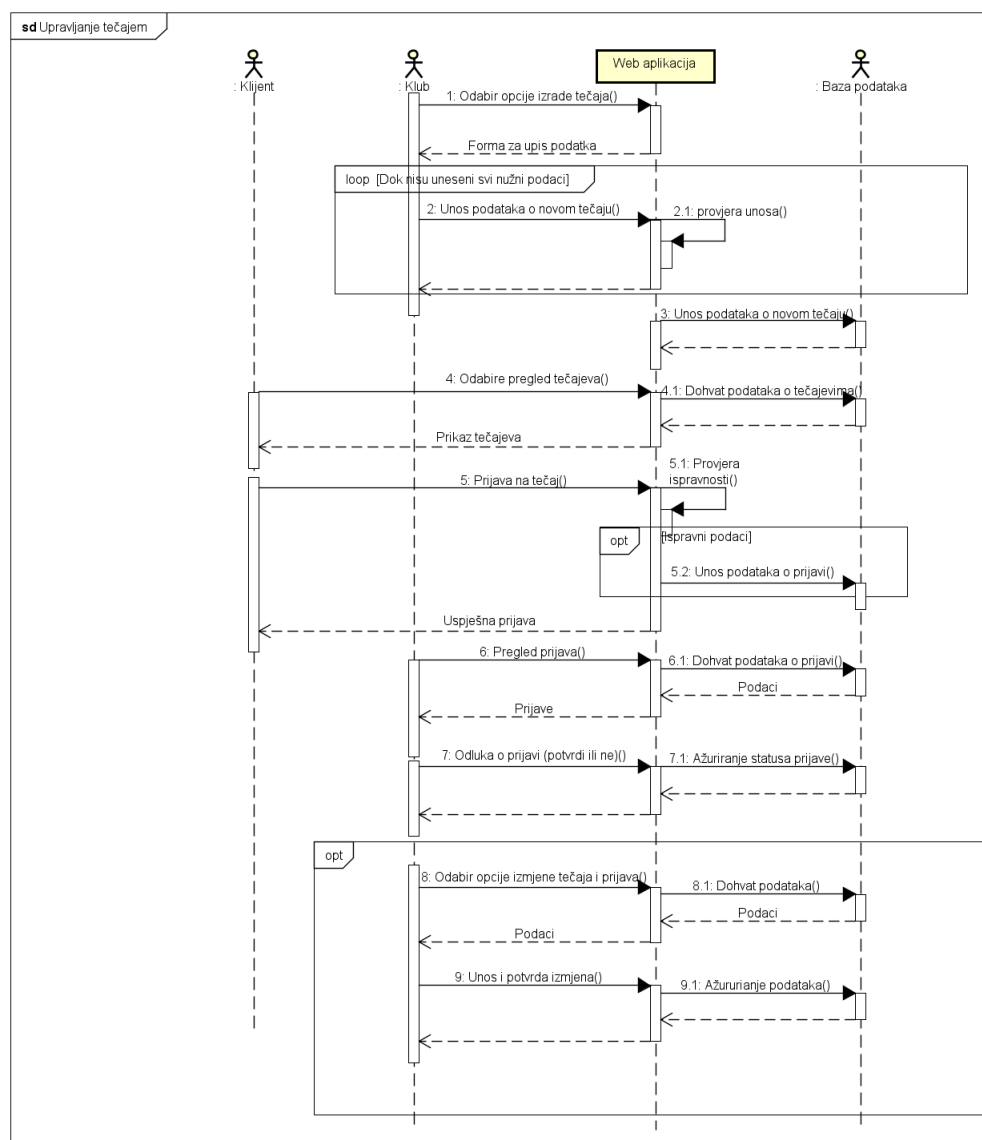 sd Upravljanje tečajem
: Klijent
: Klub
Web aplikacija
: Baza podataka
1: Odabir opcije izrade tečaja()
Forma za upis podatka
loop [Dok nisu uneseni svi nužni podaci]
2: Unos podataka o novom tečaju()
2.1: provjera unosa()
3: Unos podataka o novom tečaju()
4: Odabire pregled tečajeva()
4.1: Dohvat podataka o tečajevima()
Prikaz tečajeva
5: Prijava na tečaj()
5.1: Provjera
ispravnosti()
opt [Ispravni podaci]
5.2: Unos podataka o prijavi()
Uspješna prijava
6: Pregled prijava()
6.1: Dohvat podataka o prijavi()
Podaci
Prijave
7: Odluka o prijavi (potvrdi ili ne)()
7.1: Ažuriranje statusa prijave()
opt
8: Odabir opcije izmjene tečaja i prijava()
8.1: Dohvat podataka()
Podaci
Podaci
9: Unos i potvrda izmjena()
9.1: Ažururianje podataka()